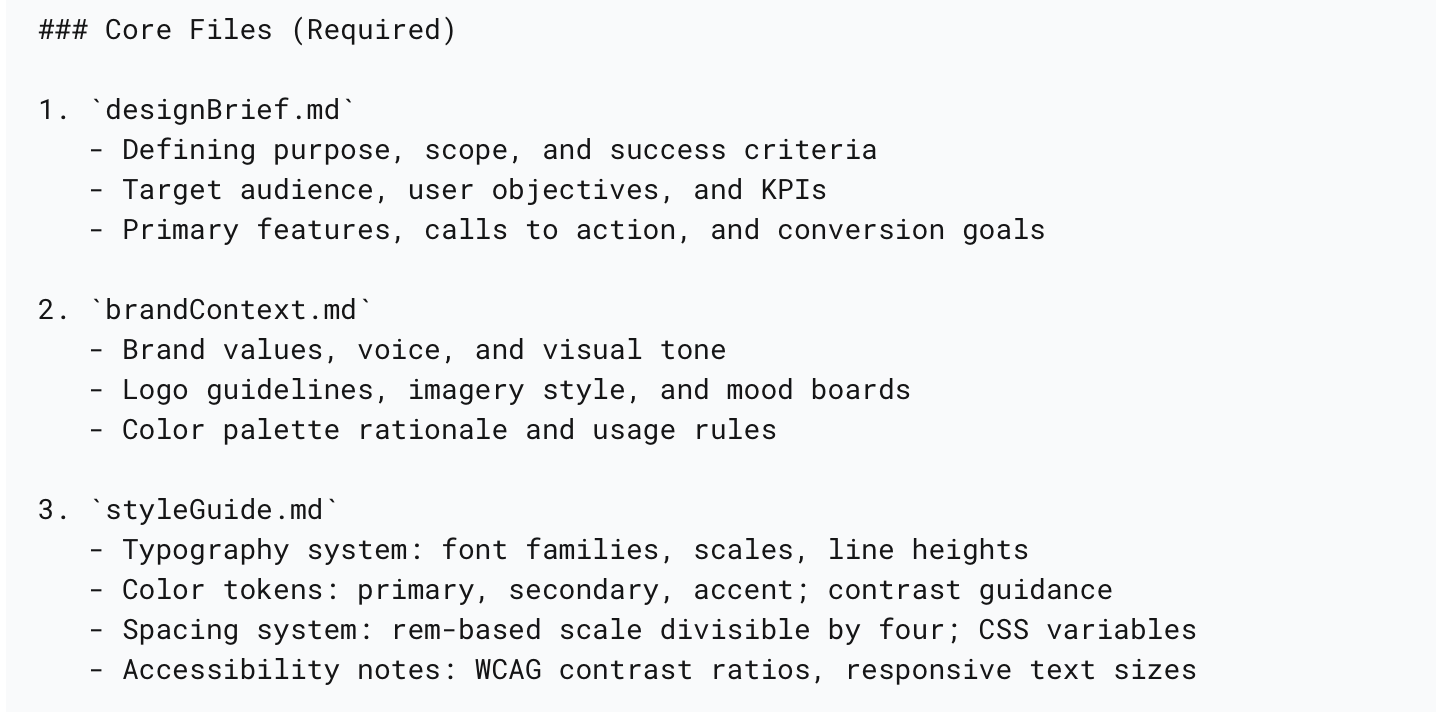 ### Core Files (Required)
1. `designBrief.md`
- Defining purpose, scope, and success criteria
- Target audience, user objectives, and KPIs
- Primary features, calls to action, and conversion goals
2. `brandContext.md`
- Brand values, voice, and visual tone
- Logo guidelines, imagery style, and mood boards
- Color palette rationale and usage rules
3. `styleGuide.md`
- Typography system: font families, scales, line heights
- Color tokens: primary, secondary, accent; contrast guidance
- Spacing system: rem-based scale divisible by four; CSS variables
- Accessibility notes: WCAG contrast ratios, responsive text sizes